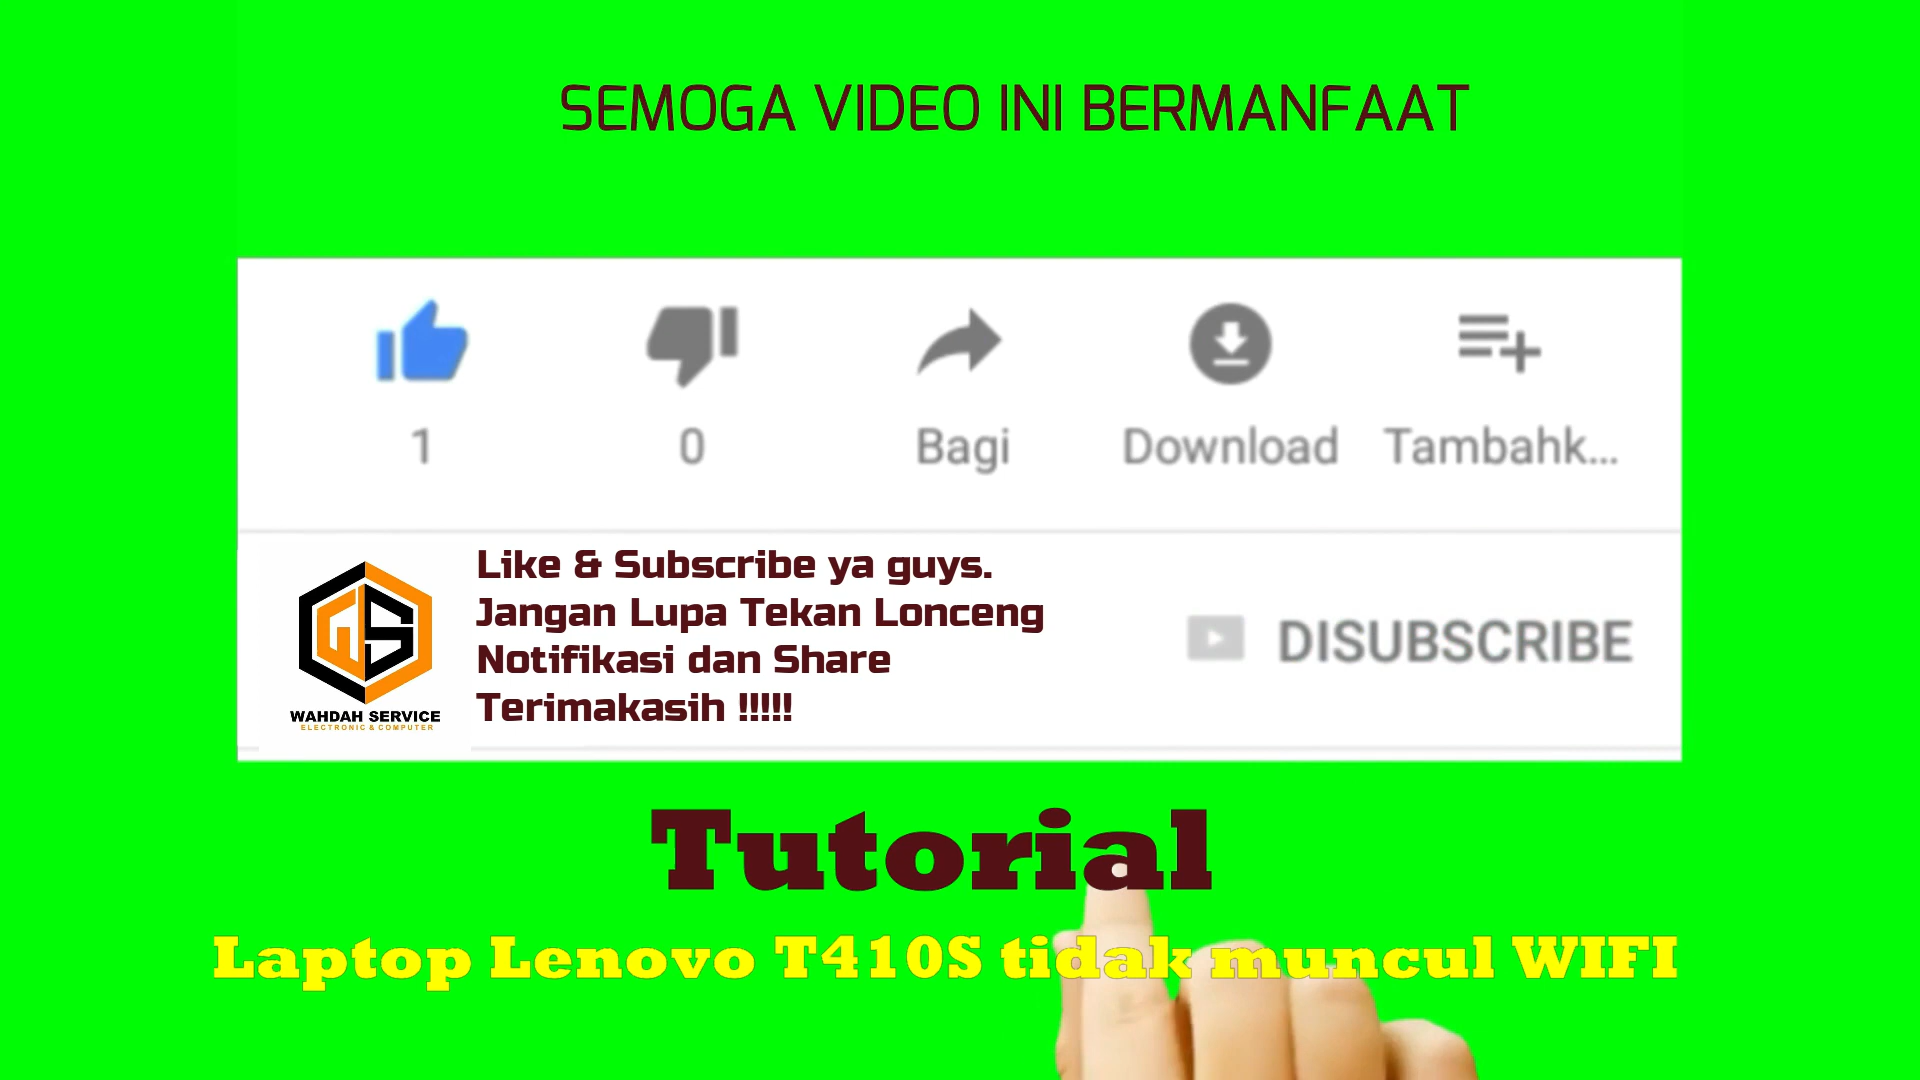 SEMOGA VIDEO INI BERMANFAAT
1
0
Bagi
Download
Tambahk...
Like & Subscribe ya guys.
Jangan Lupa Tekan Lonceng
Notifikasi dan Share
Terimakasih !!!!!
WAHDAH SERVICE
ELECTRONIC & COMPUTER
DISUBSCRIBE
Tutorial
Laptop Lenovo T410S tidak muncul WIFI